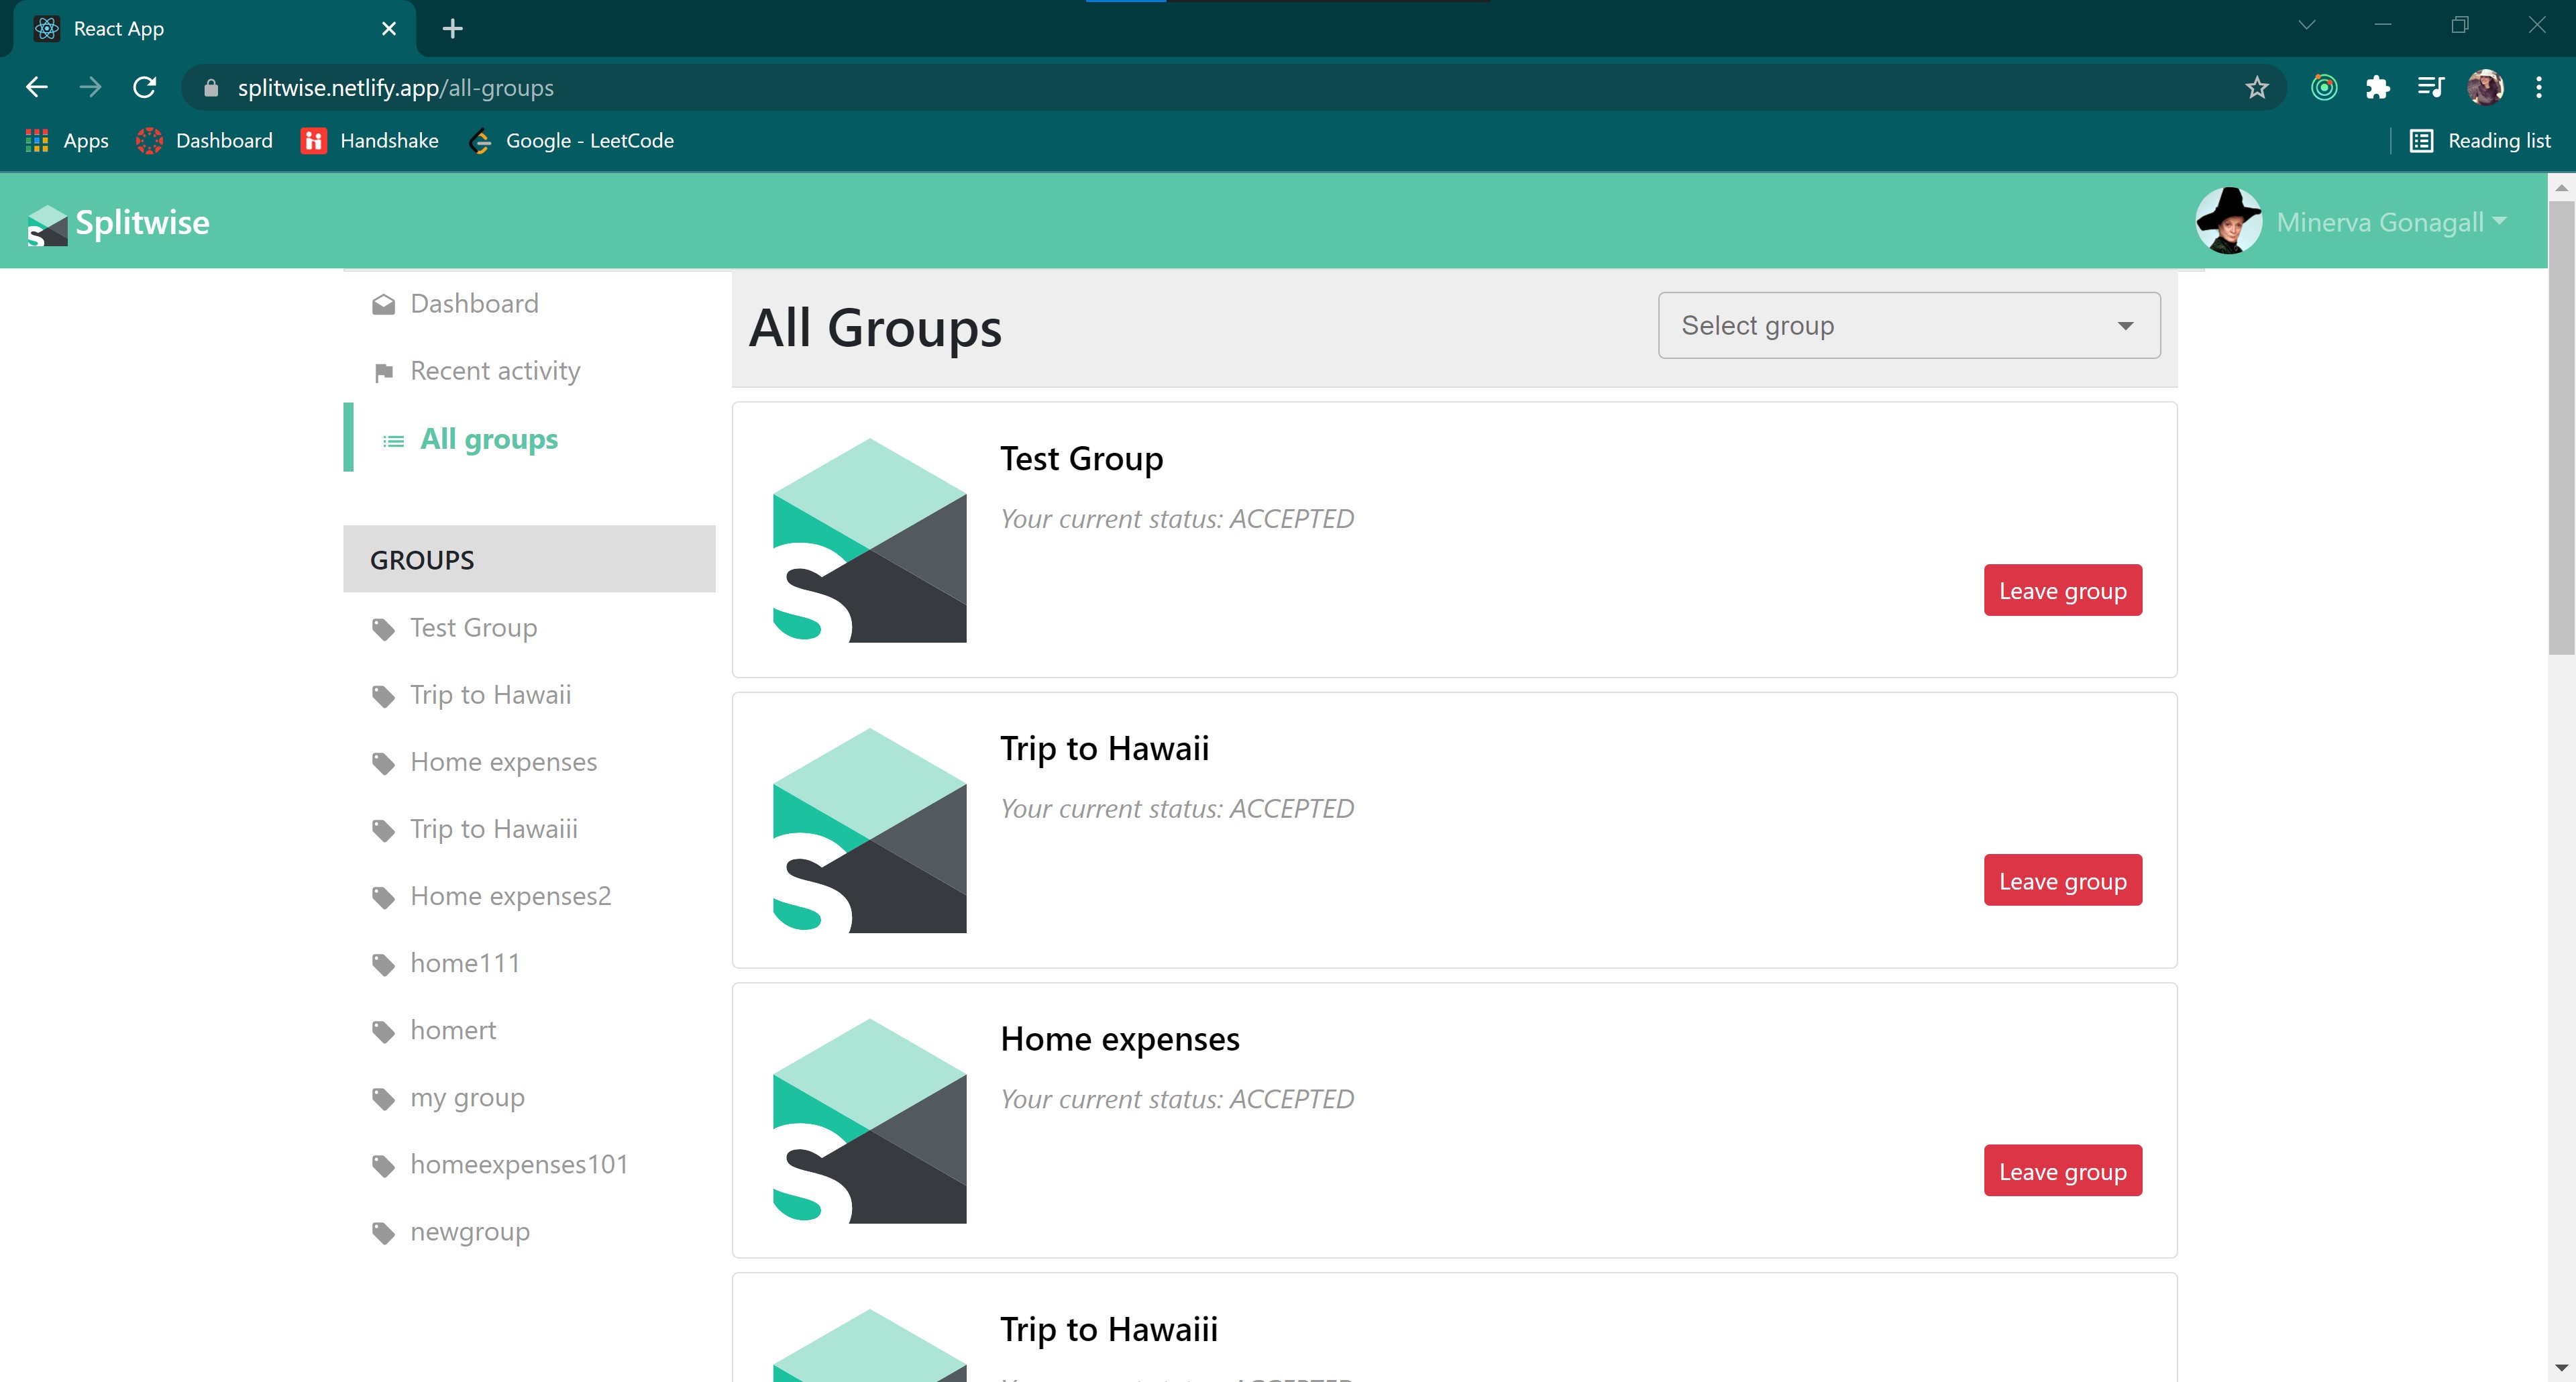 React App
splitwise.netlify.app/all-groups
Apps
Dashboard
Handshake
Google - LeetCode
Reading list
Splitwise
Minerva Gonagall
Dashboard
Recent activity
All groups
GROUPS
Test Group
Trip to Hawaii
Home expenses
Trip to Hawaiii
Home expenses2
home111
homert
my group
homeexpenses101
newgroup
All Groups
Select group
Test Group
Your current status: ACCEPTED
Leave group
Trip to Hawaii
Your current status: ACCEPTED
Leave group
Home expenses
Your current status: ACCEPTED
Leave group
Trip to Hawaiii